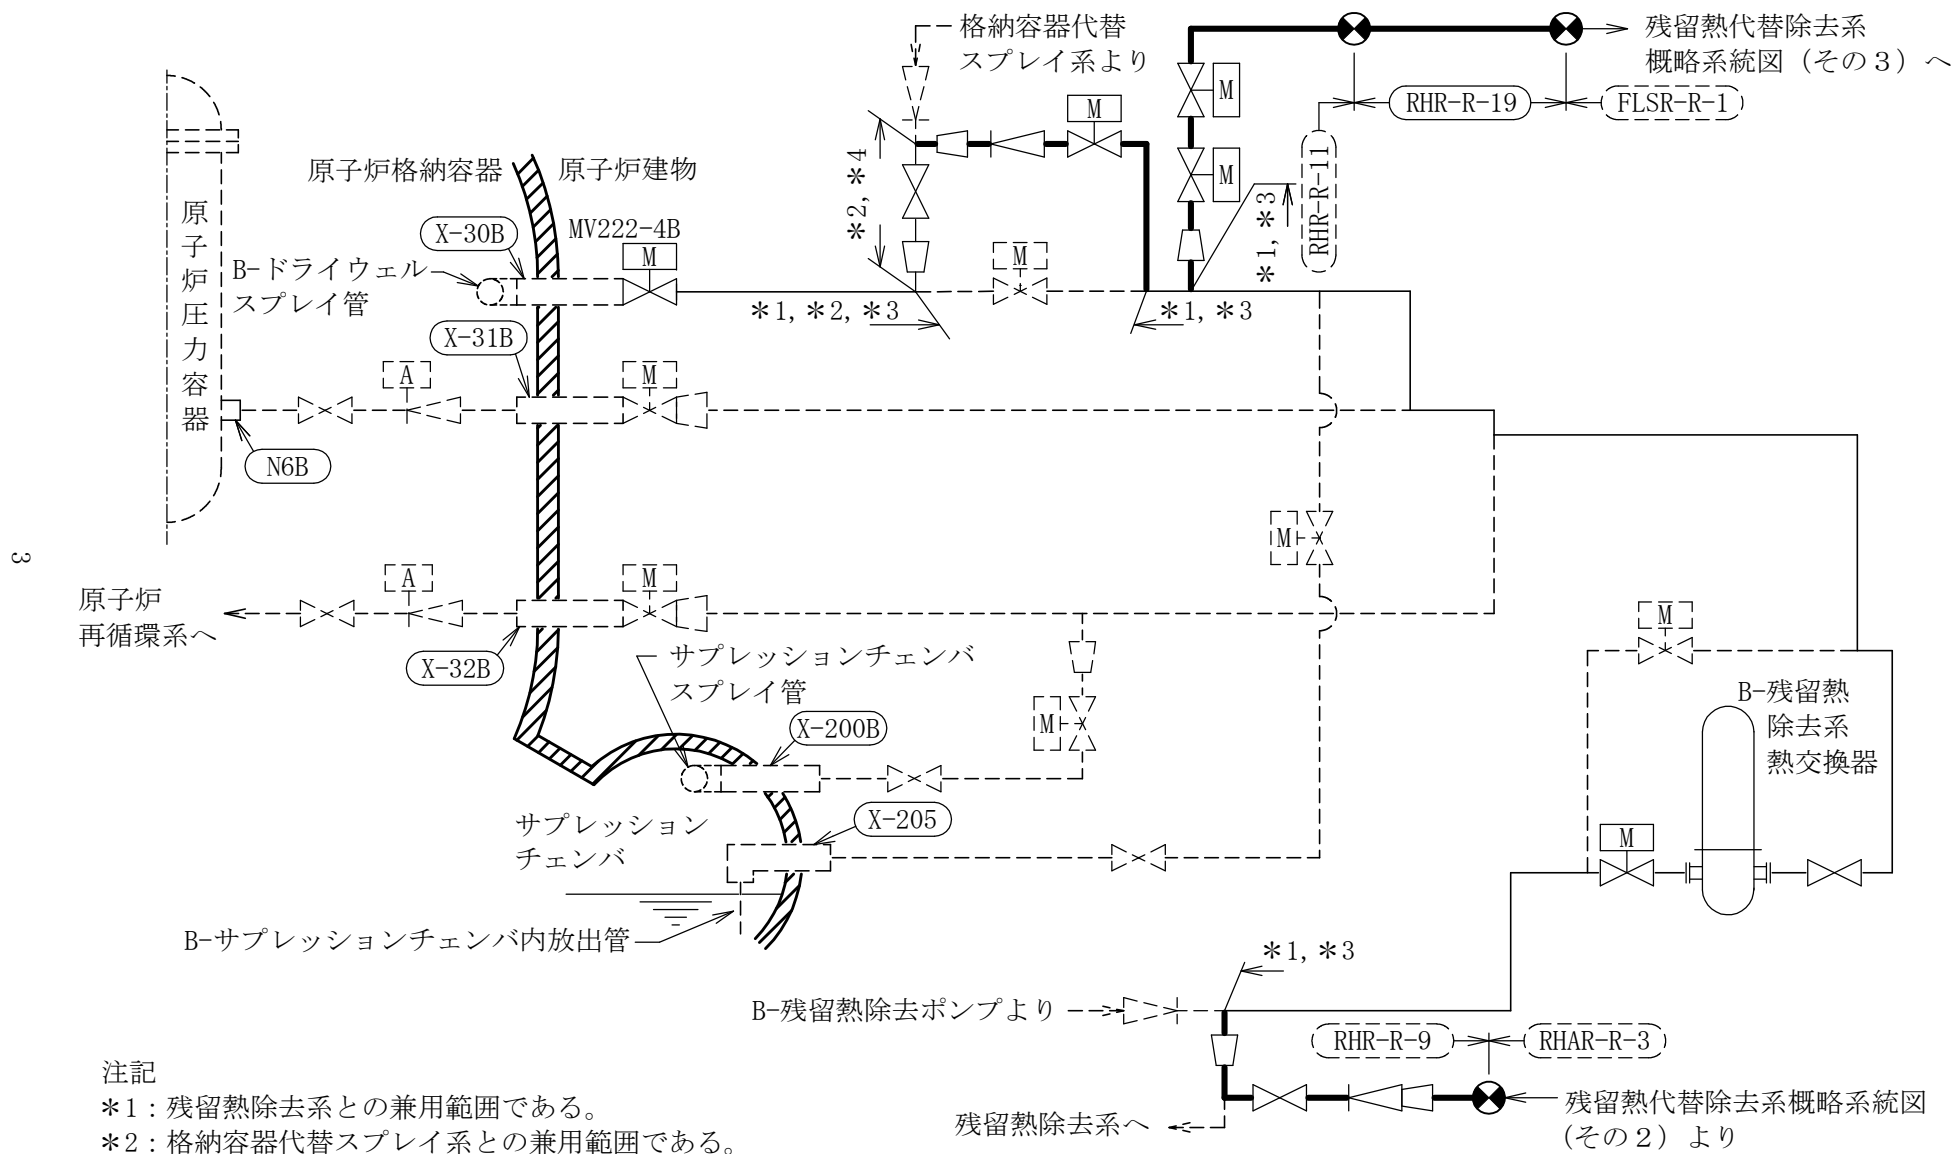 格納容器代替
スプレイ系より
残留熱代替除去系
概略系統図（その３）へ
M
RHR-R-19
FLSR-R-1
M
RHR-R-11
＊2, ＊4
M
＊1, ＊3
原子炉格納容器
原子炉建物
原子炉圧力容器
X-30B
MV222-4B
M
M
B-ドライウェル
スプレイ管
＊1, ＊2, ＊3
＊1, ＊3
X-31B
A
M
N6B
M
3
原子炉
再循環系へ
A
M
X-32B
サプレッションチェンバ
スプレイ管
M
M
B-残留熱
除去系
熱交換器
X-200B
サプレッション
チェンバ
X-205
M
B-サプレッションチェンバ内放出管
＊1, ＊3
B-残留熱除去ポンプより
RHR-R-9
RHAR-R-3
残留熱代替除去系概略系統図
（その２）より
残留熱除去系へ
注記
＊1：残留熱除去系との兼用範囲である。
＊2：格納容器代替スプレイ系との兼用範囲である。